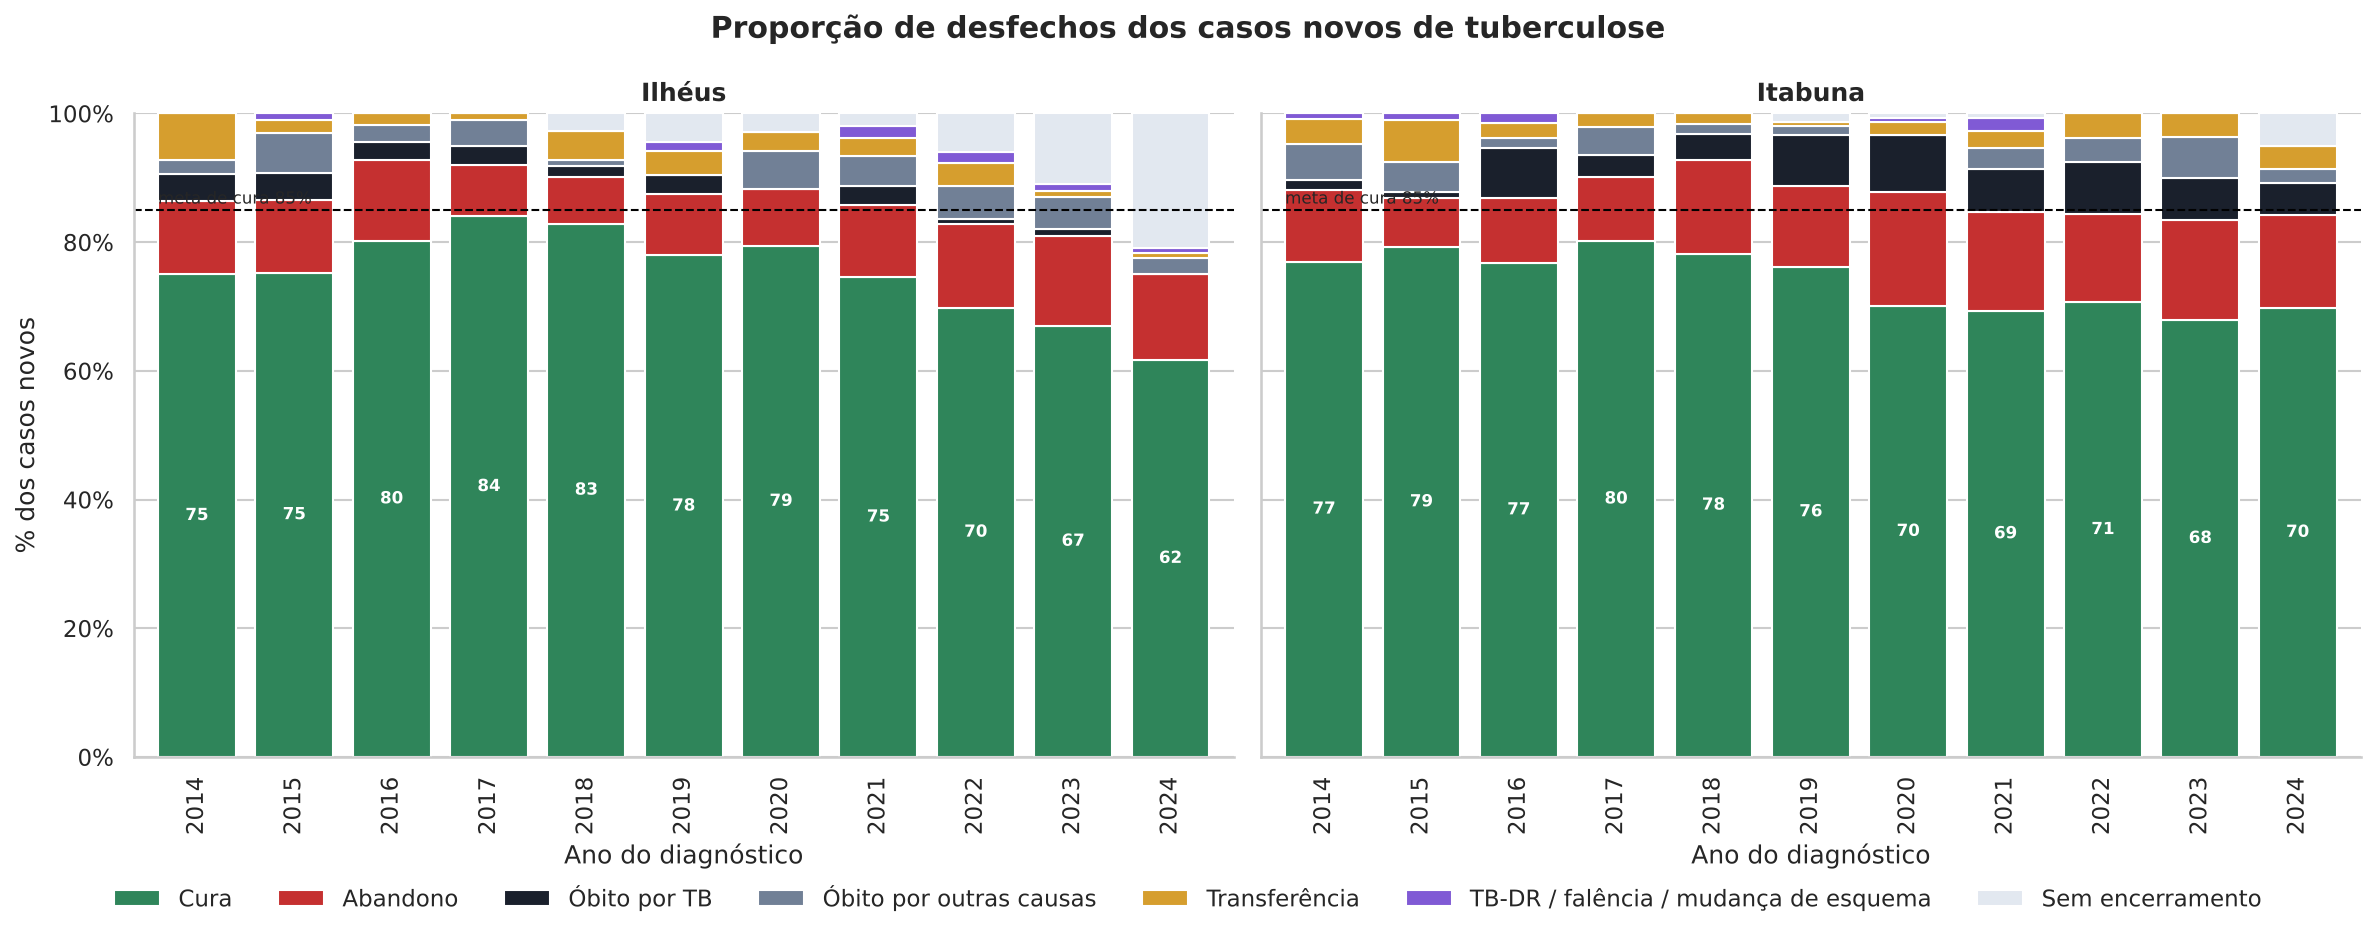 Proporção de desfechos dos casos novos de tuberculose
Ilhéus
Itabuna
% dos casos novos
100%
80%
60%
40%
20%
0%
meta de cura 85%
75 75 80 84 83 78 79 75 70 67 62
meta de cura 85%
77 79 77 80 78 76 70 69 71 68 70
2014 2015 2016 2017 2018 2019 2020 2021 2022 2023 2024
2014 2015 2016 2017 2018 2019 2020 2021 2022 2023 2024
Ano do diagnóstico
Ano do diagnóstico
Cura Abandono Óbito por TB Óbito por outras causas Transferência TB-DR / falência / mudança de esquema Sem encerramento